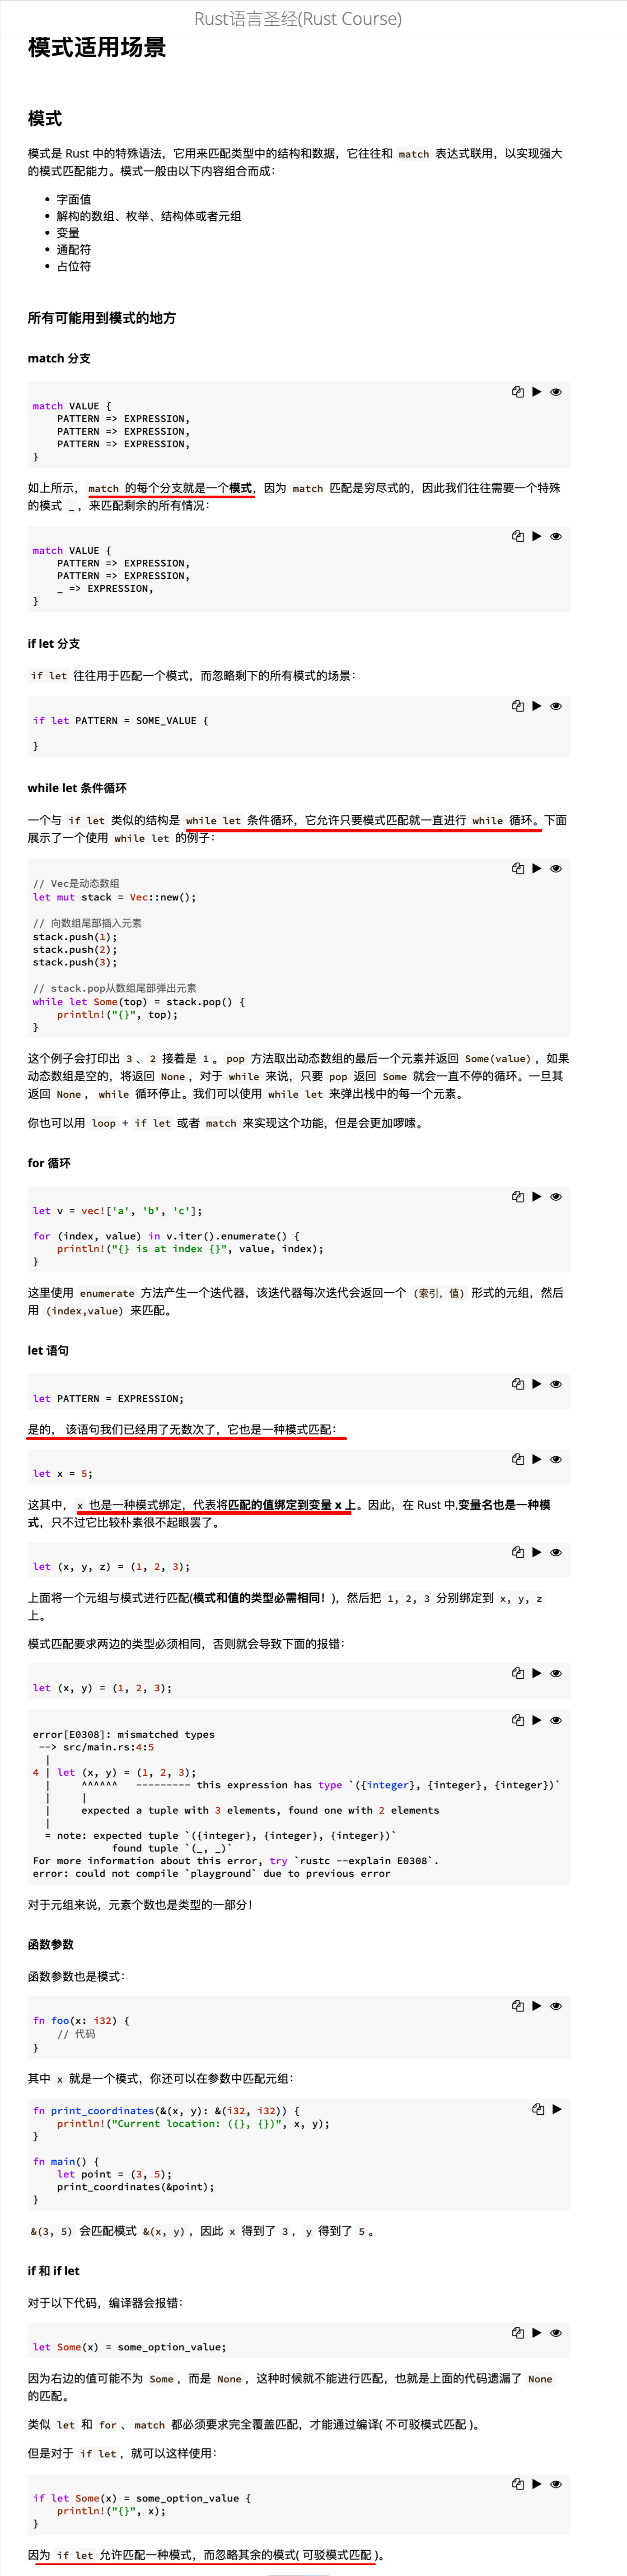 Rust语言圣经(Rust Course)
模式适用场景
模式
模式是 Rust 中的特殊语法，它用来匹配类型中的结构和数据，它往往和 match 表达式联用，以实现强大
的模式匹配能力。模式一般由以下内容组合而成：
• 字面值
• 解构的数组、枚举、结构体或者元组
• 变量
• 通配符
• 占位符
所有可能用到模式的地方
match 分支
match VALUE {
    PATTERN => EXPRESSION,
    PATTERN => EXPRESSION,
    PATTERN => EXPRESSION,
}
如上所示， match 的每个分支就是一个模式，因为 match 匹配是穷尽式的，因此我们往往需要一个特殊
的模式 _ ，来匹配剩余的所有情况：
match VALUE {
    PATTERN => EXPRESSION,
    PATTERN => EXPRESSION,
    _ => EXPRESSION,
}
if let 分支
if let 往往用于匹配一个模式，而忽略剩下的所有模式的场景：
if let PATTERN = SOME_VALUE {
}
while let 条件循环
一个与 if let 类似的结构是 while let 条件循环，它允许只要模式匹配就一直进行 while 循环。下面
展示了一个使用 while let 的例子：
// Vec是动态数组
let mut stack = Vec::new();
// 向数组尾部插入元素
stack.push(1);
stack.push(2);
stack.push(3);
// stack.pop从数组尾部弹出元素
while let Some(top) = stack.pop() {
    println!("{}", top);
}
这个例子会打印出 3 、 2 接着是 1 。 pop 方法取出动态数组的最后一个元素并返回 Some(value) ，如果
动态数组是空的，将返回 None ，对于 while 来说，只要 pop 返回 Some 就会一直不停的循环。一旦其
返回 None ， while 循环停止。我们可以使用 while let 来弹出栈中的每一个元素。
你也可以用 loop + if let 或者 match 来实现这个功能，但是会更加啰嗦。
for 循环
let v = vec!['a', 'b', 'c'];
for (index, value) in v.iter().enumerate() {
    println!("{} is at index {}", value, index);
}
这里使用 enumerate 方法产生一个迭代器，该迭代器每次迭代会返回一个 (索引，值) 形式的元组，然后
用 (index,value) 来匹配。
let 语句
let PATTERN = EXPRESSION;
是的， 该语句我们已经用了无数次了，它也是一种模式匹配：
let x = 5;
这其中， x 也是一种模式绑定，代表将匹配的值绑定到变量 x 上。因此，在 Rust 中,变量名也是一种模
式，只不过它比较朴素很不起眼罢了。
let (x, y, z) = (1, 2, 3);
上面将一个元组与模式进行匹配(模式和值的类型必需相同！)，然后把 1, 2, 3 分别绑定到 x, y, z
上。
模式匹配要求两边的类型必须相同，否则就会导致下面的报错：
let (x, y) = (1, 2, 3);
error[E0308]: mismatched types
 --> src/main.rs:4:5
  |
4 | let (x, y) = (1, 2, 3);
  |     ^^^^^^   --------- this expression has type `({integer}, {integer}, {integer})`
  |     |
  |     expected a tuple with 3 elements, found one with 2 elements
  |
  = note: expected tuple `({integer}, {integer}, {integer})`
             found tuple `(_, _)`
For more information about this error, try `rustc --explain E0308`.
error: could not compile `playground` due to previous error
对于元组来说，元素个数也是类型的一部分！
函数参数
函数参数也是模式：
fn foo(x: i32) {
    // 代码
}
其中 x 就是一个模式，你还可以在参数中匹配元组：
fn print_coordinates(&(x, y): &(i32, i32)) {
    println!("Current location: ({}, {})", x, y);
}
fn main() {
    let point = (3, 5);
    print_coordinates(&point);
}
&(3, 5) 会匹配模式 &(x, y) ，因此 x 得到了 3 ， y 得到了 5 。
if 和 if let
对于以下代码，编译器会报错：
let Some(x) = some_option_value;
因为右边的值可能不为 Some ，而是 None ，这种时候就不能进行匹配，也就是上面的代码遗漏了 None
的匹配。
类似 let 和 for 、 match 都必须要求完全覆盖匹配，才能通过编译( 不可驳模式匹配 )。
但是对于 if let ，就可以这样使用：
if let Some(x) = some_option_value {
    println!("{}", x);
}
因为 if let 允许匹配一种模式，而忽略其余的模式( 可驳模式匹配 )。